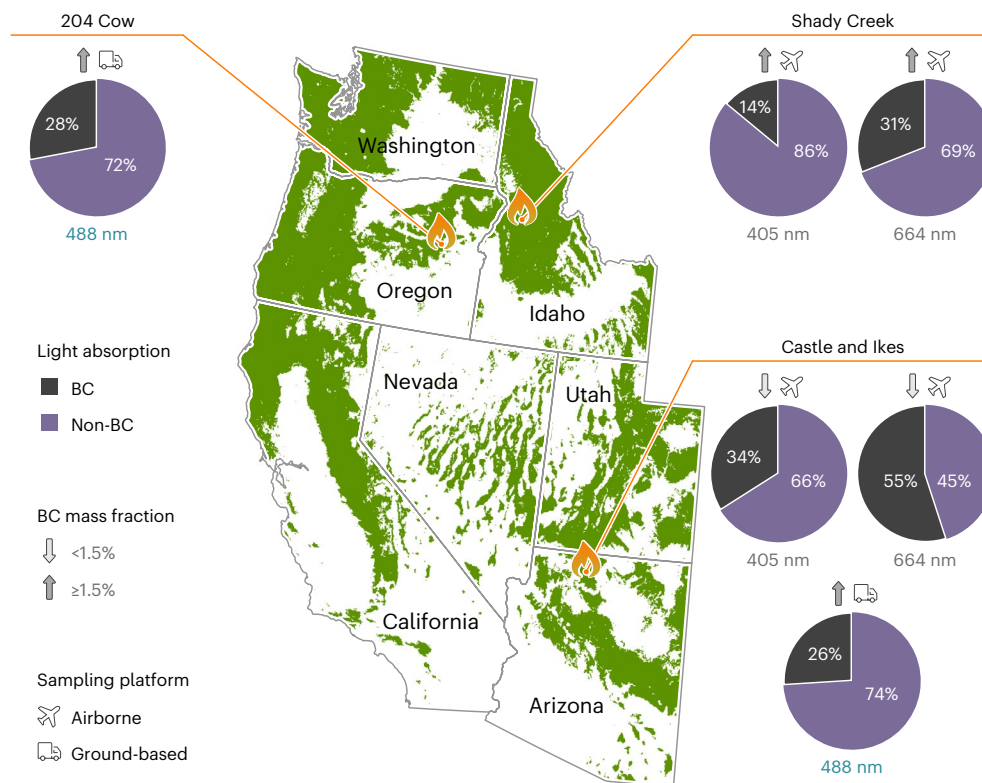 204 Cow
Shady Creek
28%
72%
488 nm
14%
86%
405 nm
31%
69%
664 nm
Washington
Oregon
Idaho
Nevada
Utah
California
Arizona
Light absorption
BC
Non-BC
BC mass fraction
<1.5%
≥1.5%
Sampling platform
Airborne
Ground-based
Castle and Ikes
34%
66%
405 nm
55%
45%
664 nm
26%
74%
488 nm